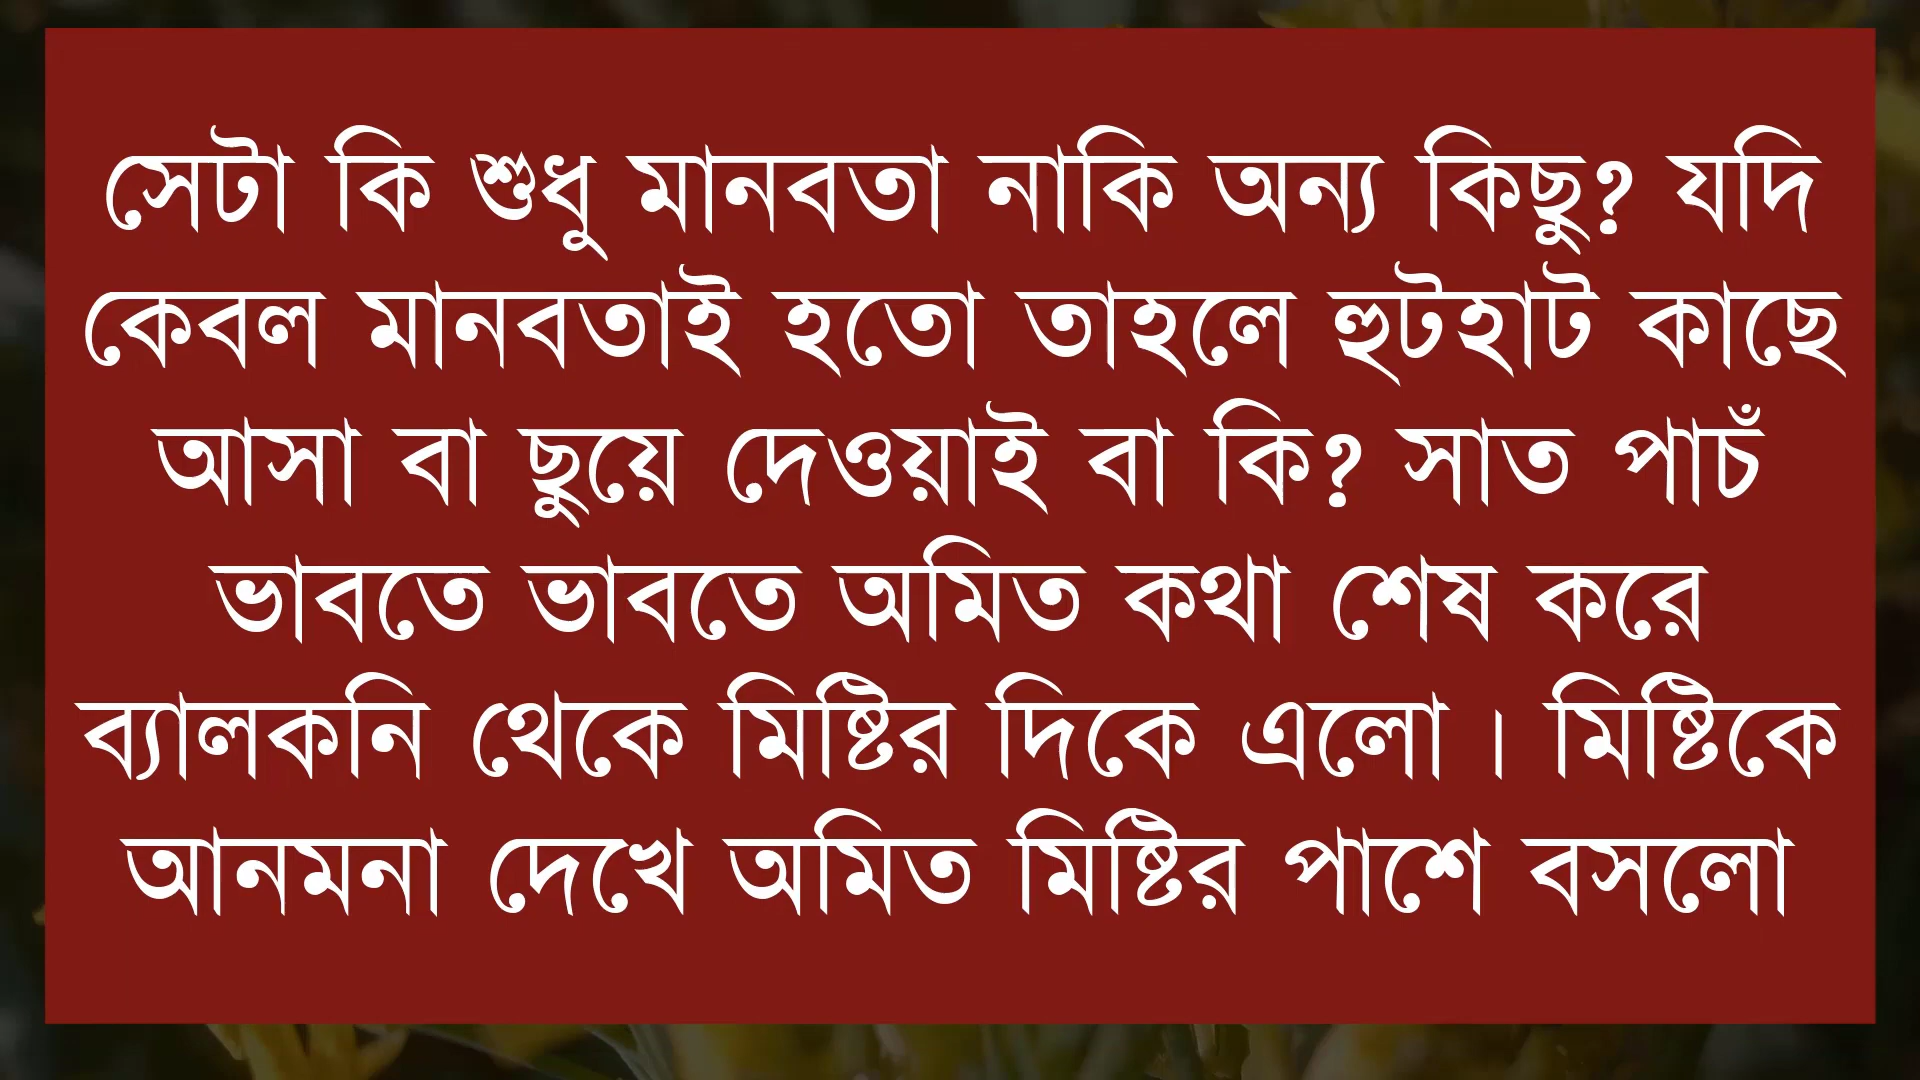 সেটা কি শুধু মানবতা নাকি অন্য কিছু? যদি
কেবল মানবতাই হতো তাহলে হুটহাট কাছে
আসা বা ছুয়ে দেওয়াই বা কি? সাত পাচঁ
ভাবতে ভাবতে অমিত কথা শেষ করে
ব্যালকনি থেকে মিষ্টির দিকে এলো। মিষ্টিকে
আনমনা দেখে অমিত মিষ্টির পাশে বসলো